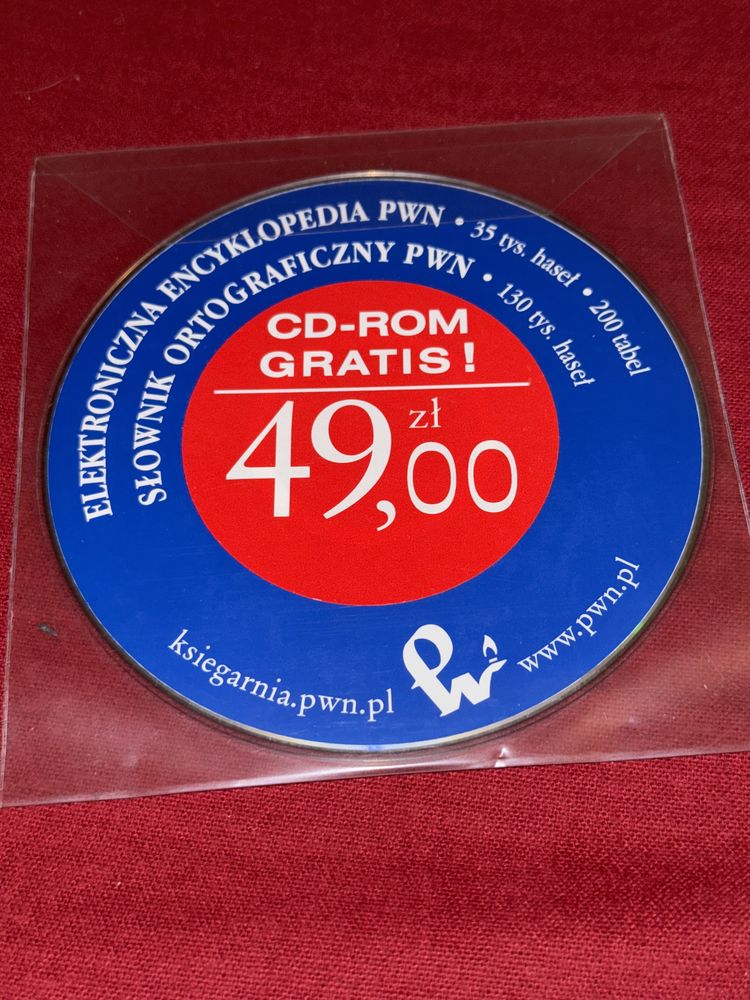 ELEKTRONICZNA ENCYKLOPEDIA PWN • 35 tys. haseł • 200 tabel
SŁOWNIK ORTOGRAFICZNY PWN • 130 tys. haseł
CD-ROM
GRATIS!
49,00 zł
ksiegarnia.pwn.pl
PW
www.pwn.pl